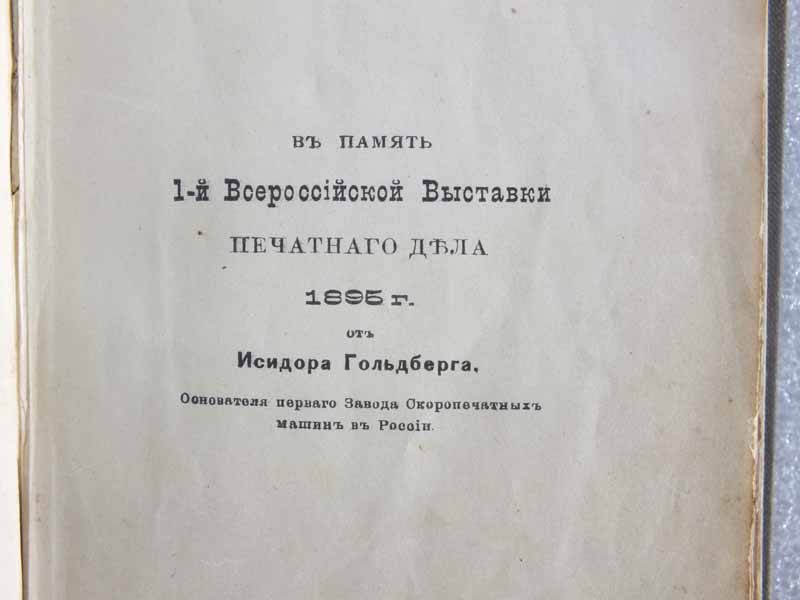 ВЪ ПАМЯТЬ
1-й Всероссійской Выставки
ПЕЧАТНАГО ДѢЛА
1895 г.
отъ
Исидора Гольдберга,
Основателя перваго Завода Скоропечатныхъ
машинъ въ Россіи.